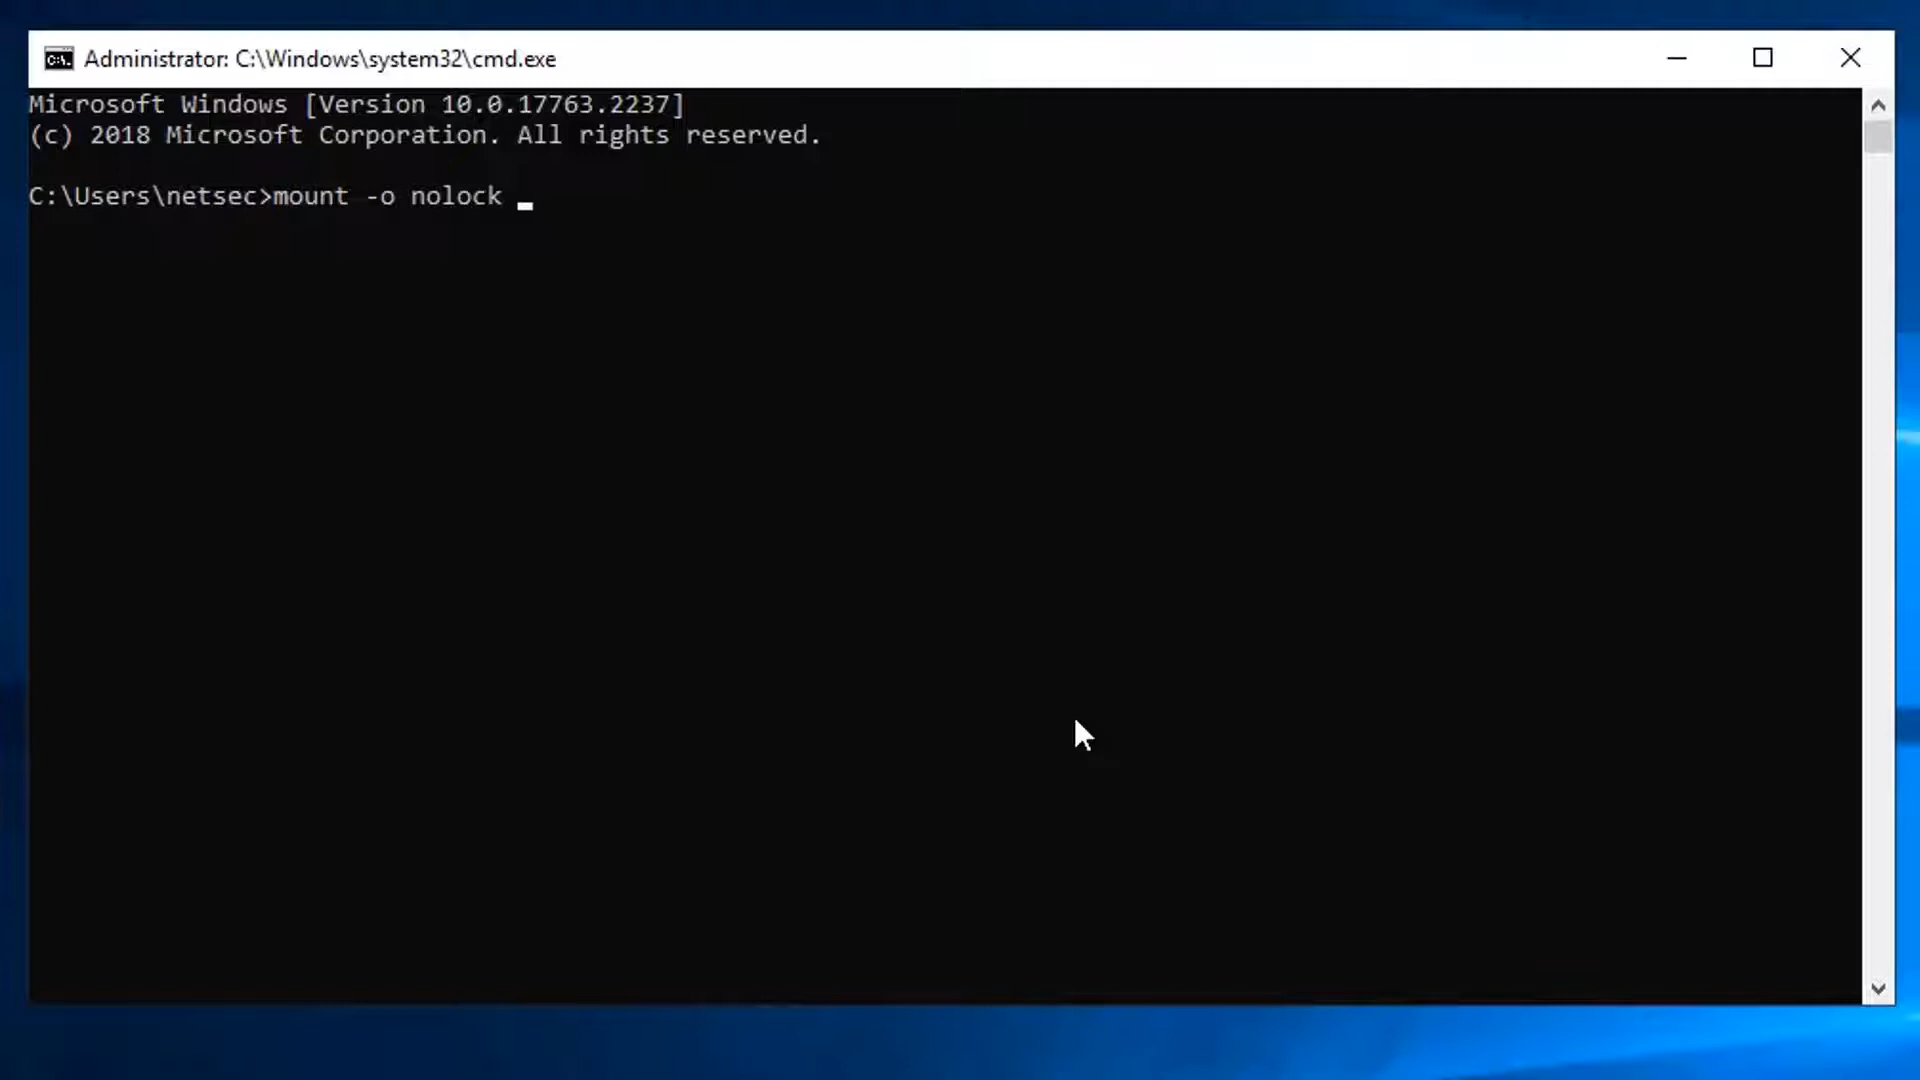 Administrator: C:\Windows\system32\cmd.exe
Microsoft Windows [Version 10.0.17763.2237]
(c) 2018 Microsoft Corporation. All rights reserved.
C:\Users\netsec>mount -o nolock